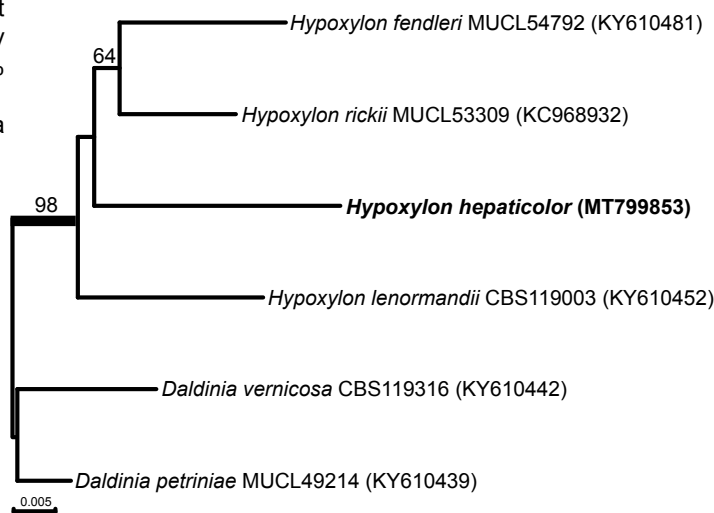 t
y
%
a
Hypoxylon fendleri MUCL54792 (KY610481)
64
Hypoxylon rickii MUCL53309 (KC968932)
98
Hypoxylon hepaticolor (MT799853)
Hypoxylon lenormandii CBS119003 (KY610452)
Daldinia vernicosa CBS119316 (KY610442)
Daldinia petriniae MUCL49214 (KY610439)
0.005